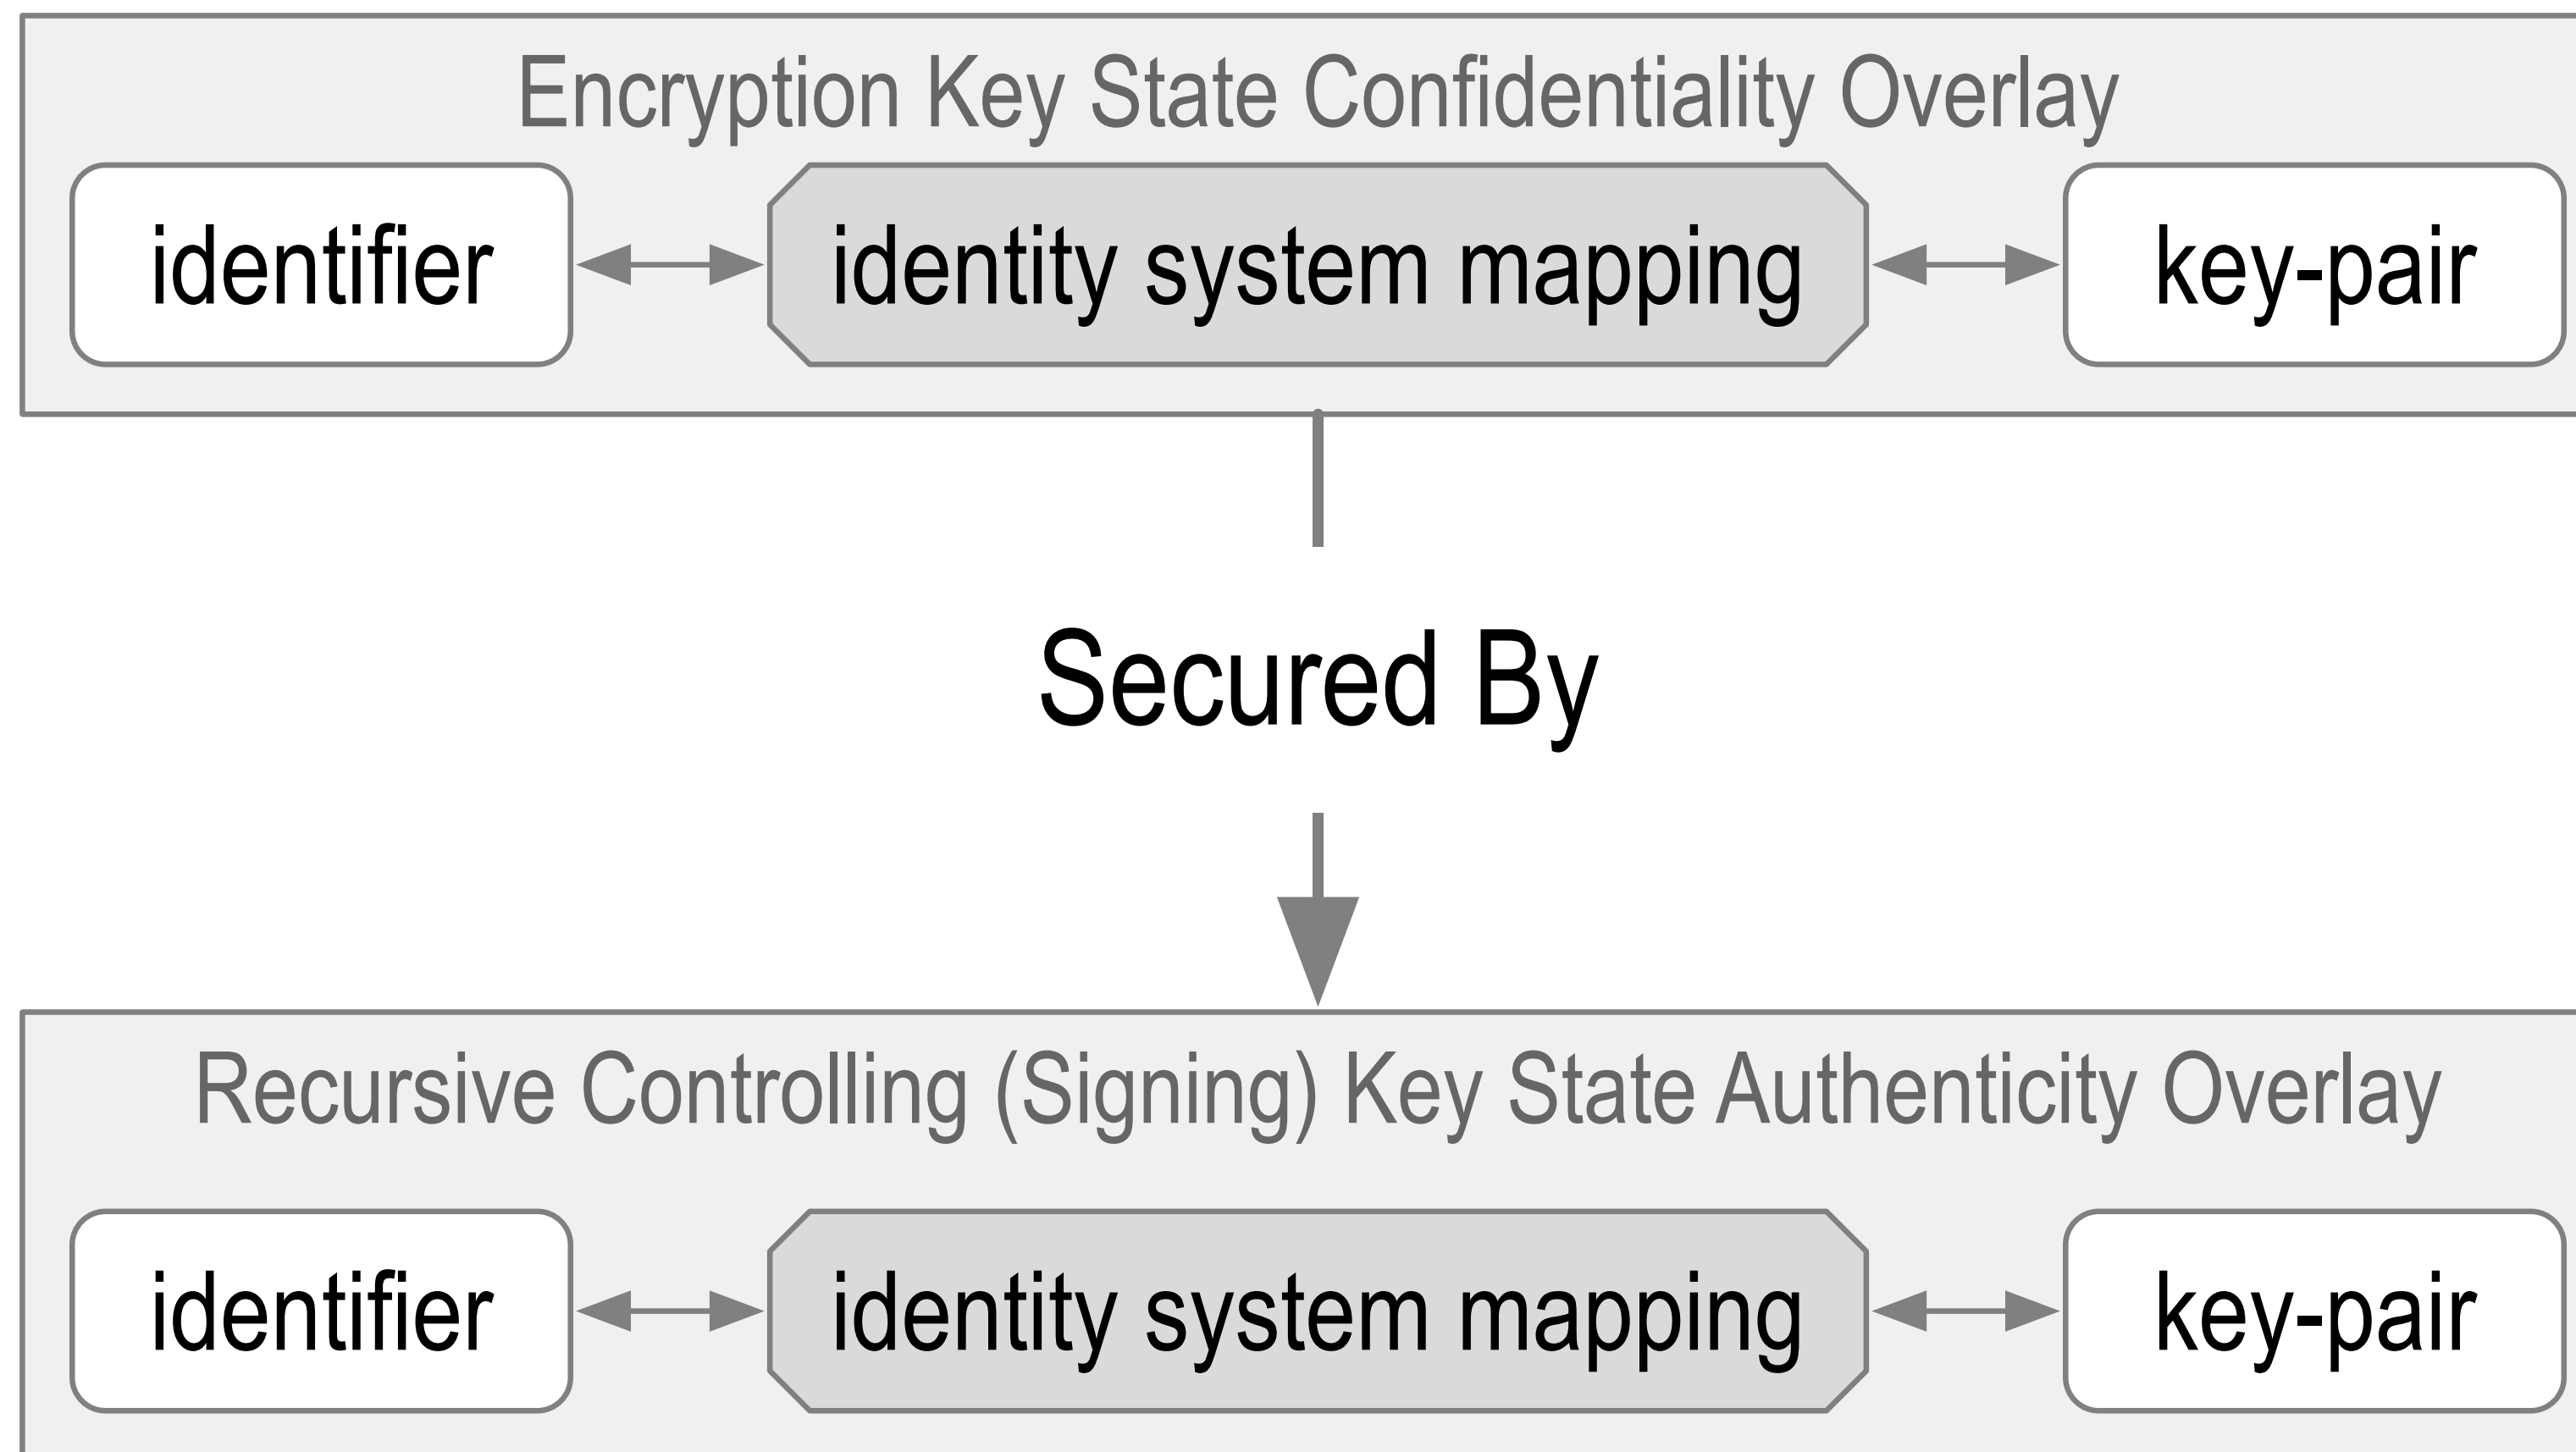 Encryption Key State Confidentiality Overlay
identifier
identity system mapping
key-pair
Secured By
Recursive Controlling (Signing) Key State Authenticity Overlay
identifier
identity system mapping
key-pair